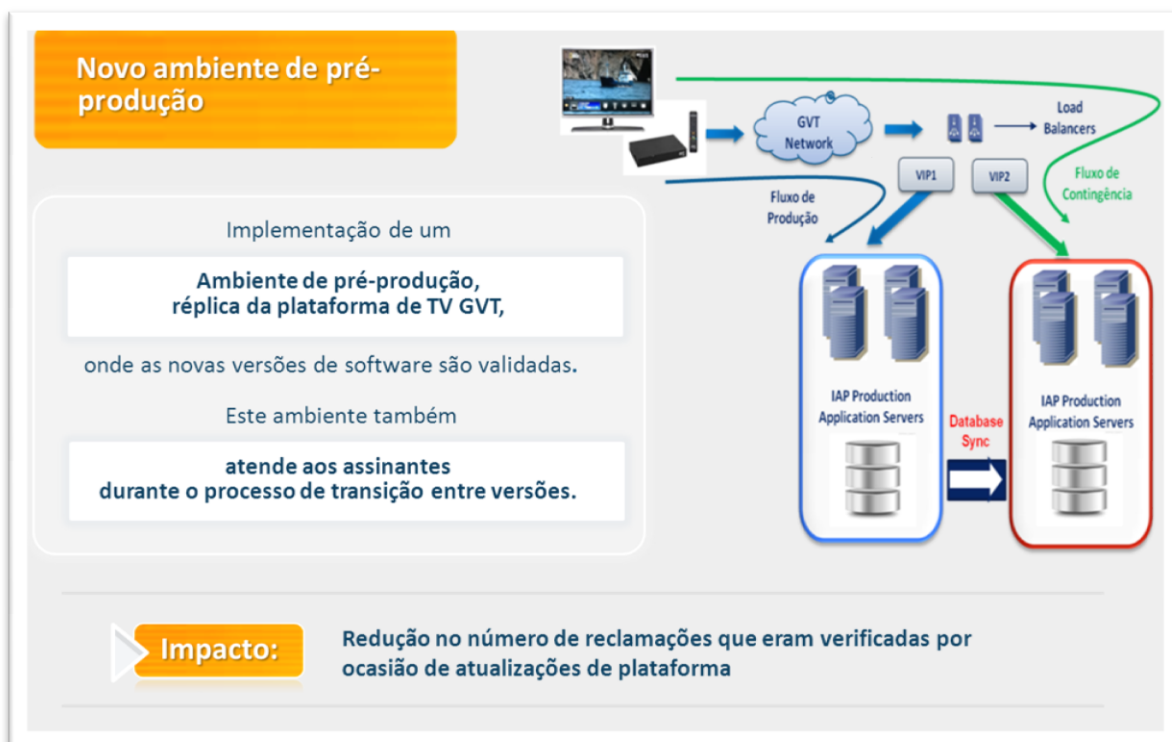 Novo ambiente de pré-
produção
Implementação de um
Ambiente de pré-produção,
réplica da plataforma de TV GVT,
onde as novas versões de software são validadas.
Este ambiente também
atende aos assinantes
durante o processo de transição entre versões.
GVT
Network
Load
Balancers
VIP1
VIP2
Fluxo de
Produção
Fluxo de
Contingência
IAP Production
Application Servers
Database
Sync
IAP Production
Application Servers
Impacto:
Redução no número de reclamações que eram verificadas por
ocasião de atualizações de plataforma